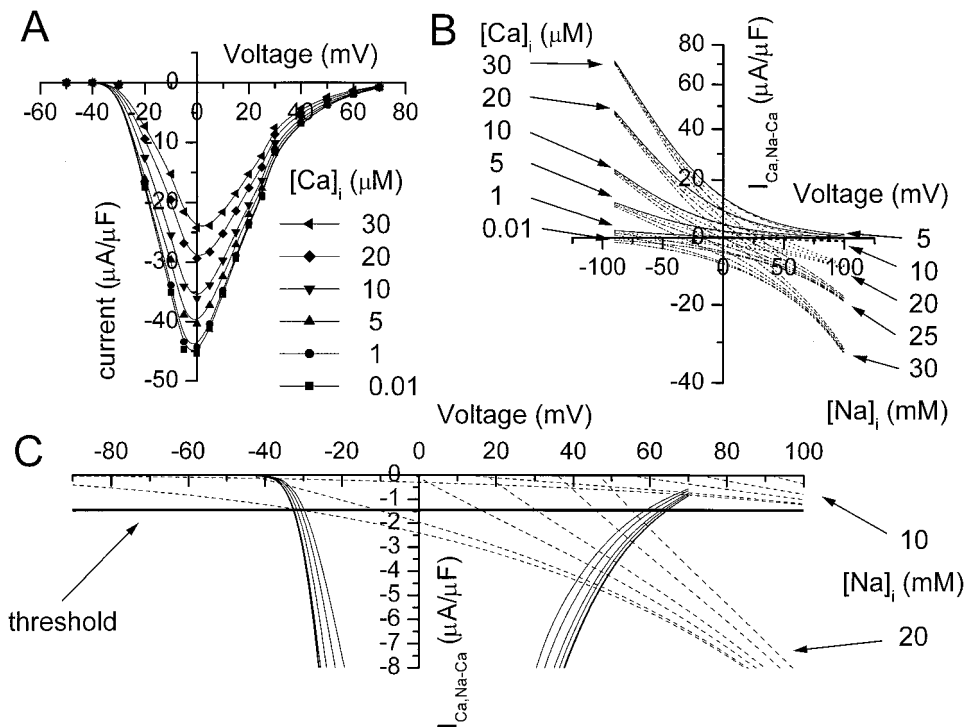 A
Voltage (mV)
-60 -40 -20 0 20 40 60 80
0
-10
-20
-30
-40
-50
current (μA/μF)
[Ca]i (μM)
30
20
10
5
1
0.01
B
[Ca]i (μM)
30
20
10
5
1
0.01
80
70
60
40
20
0
-20
-40
I Ca,Na-Ca (μA/μF)
Voltage (mV)
-100 -50 0 50 100
5
10
20
25
30
[Na]i (mM)
C
Voltage (mV)
-80 -60 -40 -20 0 20 40 60 80 100
0
-1
-2
-3
-4
-5
-6
-7
-8
I Ca,Na-Ca (μA/μF)
threshold
10
[Na]i (mM)
20